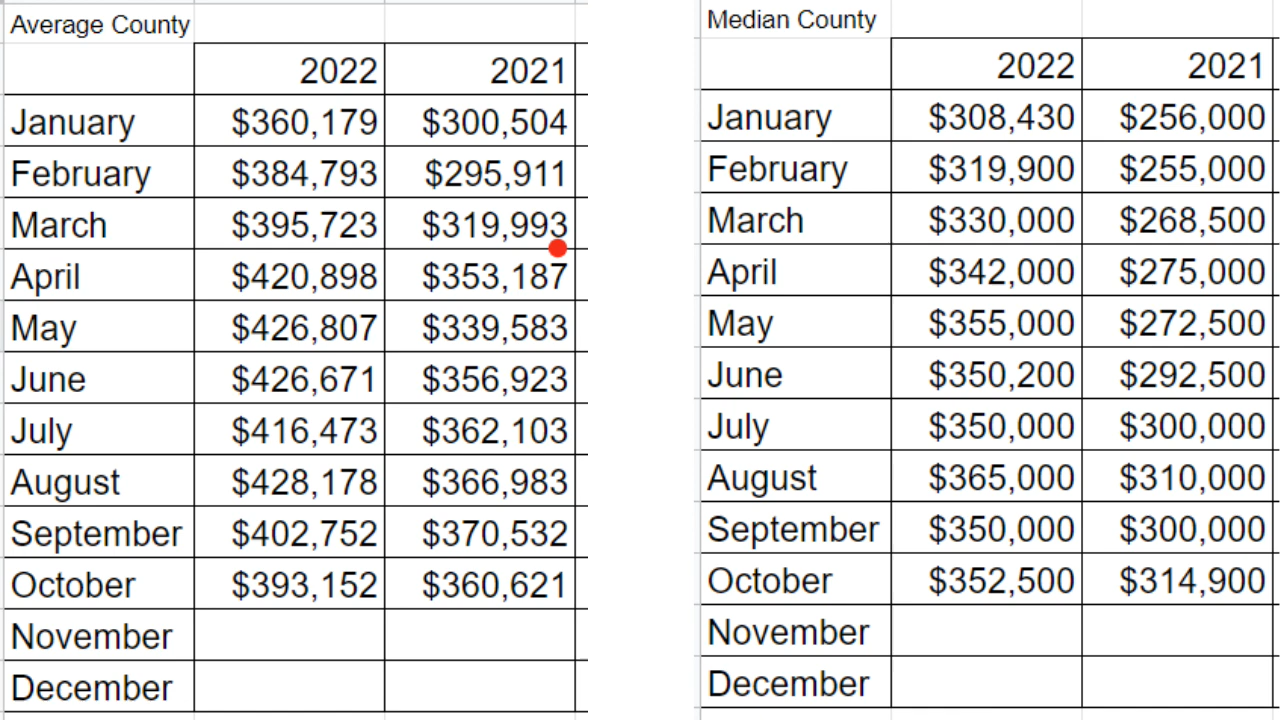 Average County
2022 2021
January $360,179 $300,504
February $384,793 $295,911
March $395,723 $319,993
April $420,898 $353,187
May $426,807 $339,583
June $426,671 $356,923
July $416,473 $362,103
August $428,178 $366,983
September $402,752 $370,532
October $393,152 $360,621
November
December
Median County
2022 2021
January $308,430 $256,000
February $319,900 $255,000
March $330,000 $268,500
April $342,000 $275,000
May $355,000 $272,500
June $350,200 $292,500
July $350,000 $300,000
August $365,000 $310,000
September $350,000 $300,000
October $352,500 $314,900
November
December